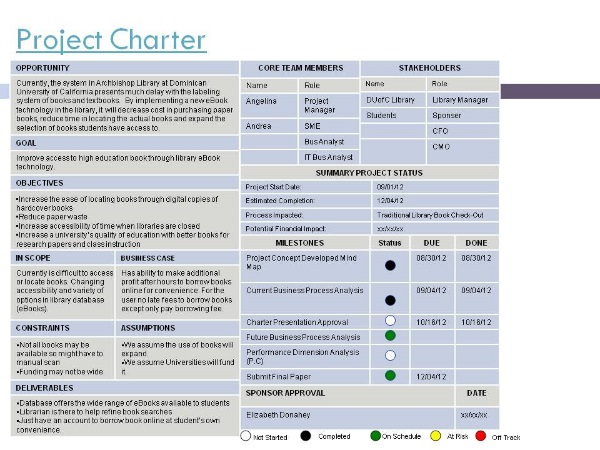 Project Charter
OPPORTUNITY
Currently, the system in Archbishop Library at Dominican
University of California presents much delay with the labeling
system of books and textbooks. By implementing a new eBook
technology in the library, it will decrease cost in purchasing paper
books, reduce time in locating the actual books and expand the
selection of books students have access to.
GOAL
Improve access to high education book through library eBook
technology.
OBJECTIVES
•Increase the ease of locating books through digital copies of
hardcover books
•Reduce paper waste
•Increase accessibility of time when libraries are closed
•Increase a university's quality of education with better books for
research papers and class instruction
IN SCOPE
Currently is difficult to access
or locate books. Changing
accessibility and variety of
options in library database
(eBooks).
BUSINESS CASE
Has ability to make additional
profit after hours to borrow books
online for convenience. For the
user no late fees to borrow books
except only pay borrowing fee.
CONSTRAINTS
•Not all books may be
available so might have to
manual scan
•Funding may not be wide
ASSUMPTIONS
•We assume the use of books will
expand.
•We assume Universities will fund
it.
DELIVERABLES
•Database offers the wide range of eBooks available to students
•Librarian is there to help refine book searches
•Just have an account to borrow book online at student's own
convenience.
CORE TEAM MEMBERS
Name Role
Angelina Project
Manager
Andrea SME
Bus Analyst
IT Bus Analyst
STAKEHOLDERS
Name Role
DUofC Library Library Manager
Students Sponser
CFO
CMO
SUMMARY PROJECT STATUS
Project Start Date: 09/01/12
Estimated Completion: 12/04/12
Process Impacted: Traditional Library Book Check-Out
Potential Financial Impact: xx/xx/xx
MILESTONES Status DUE DONE
Project Concept Developed Mind
Map 08/30/12 08/30/12
Current Business Process Analysis 09/04/12 09/04/12
Charter Presentation Approval 10/16/12 10/16/12
Future Business Process Analysis
Performance Dimension Analysis
(P.C)
Submit Final Paper 12/04/12
SPONSOR APPROVAL DATE
Elizabeth Donahey xx/xx/xx
Not Started Completed On Schedule At Risk Off Track